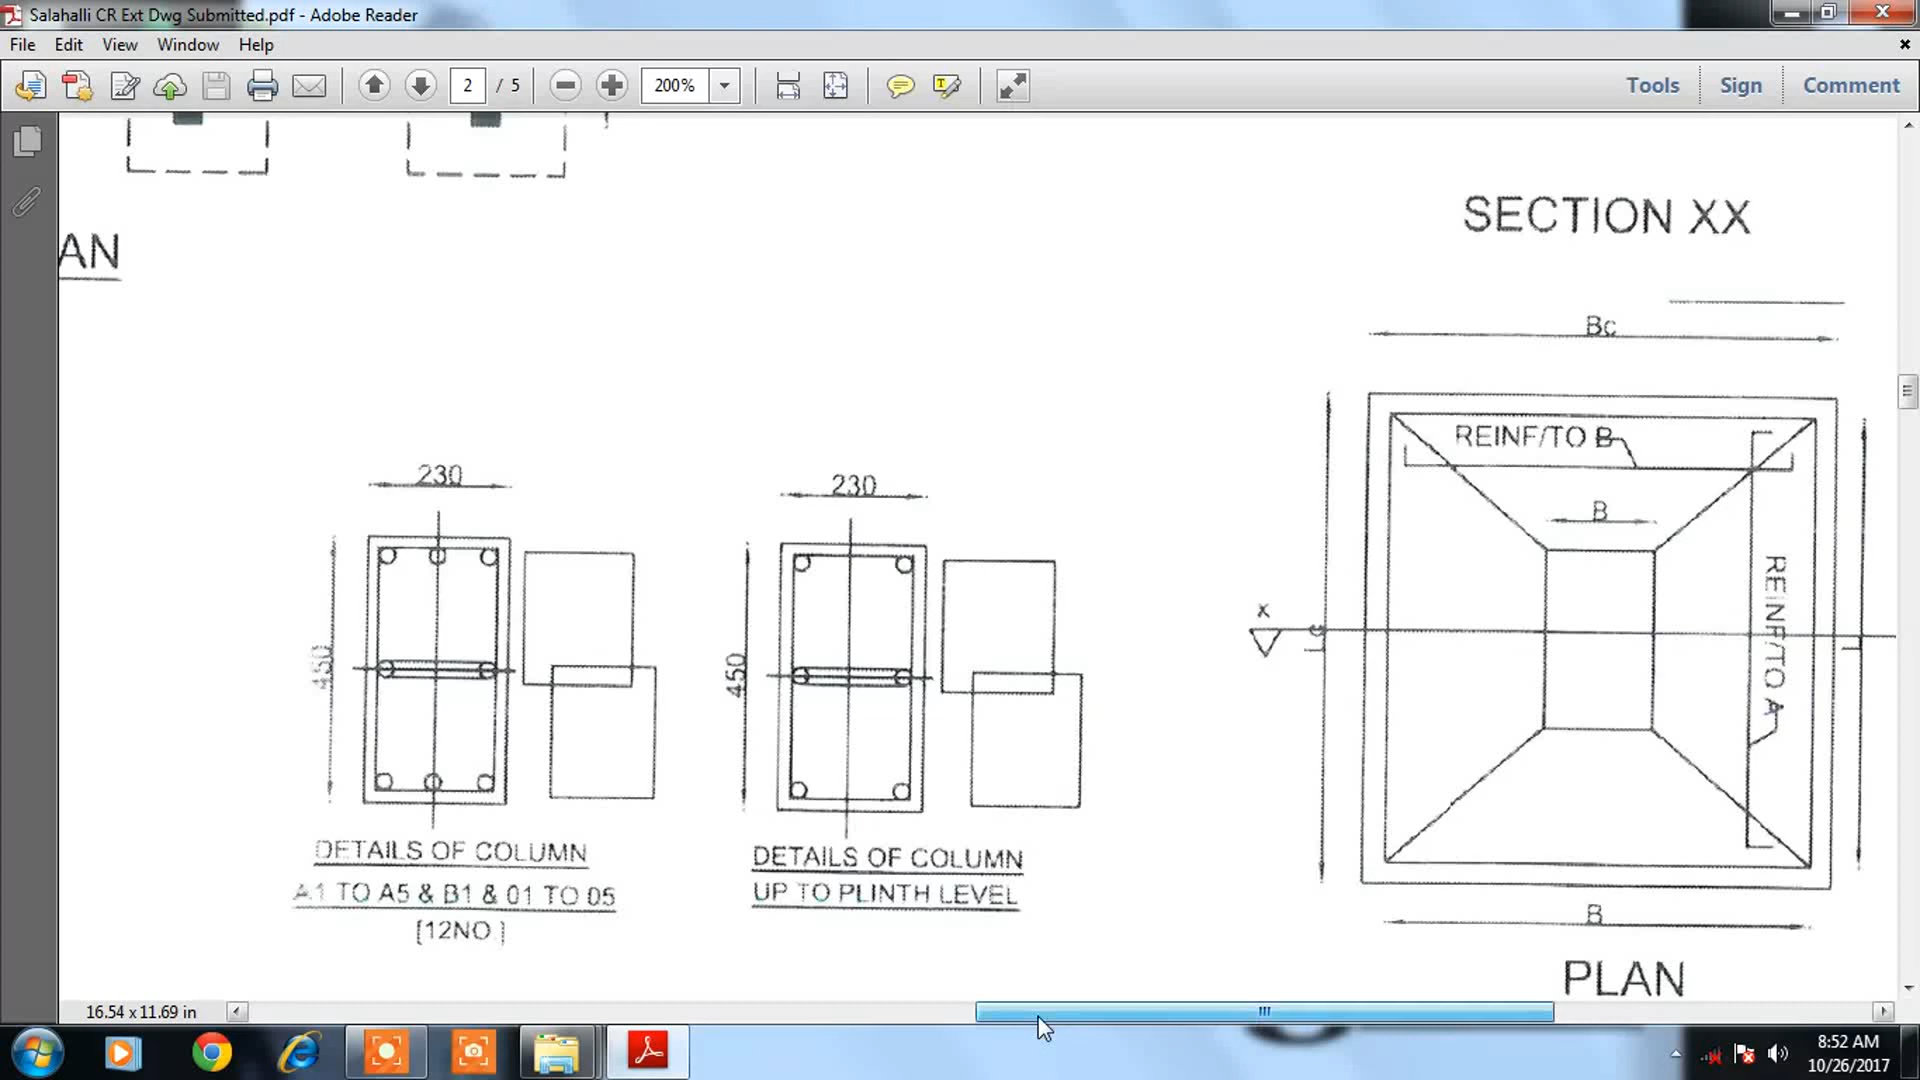 Salahalli CR Ext Dwg Submitted.pdf - Adobe Reader
File Edit View Window Help
2 / 5 200% Tools Sign Comment
AN
SECTION XX
Bc
REINF/TO B
B
230
230
450
450
x
REINF/TO A
DETAILS OF COLUMN
A1 TO A5 & B1 & 01 TO 05
[12NO ]
DETAILS OF COLUMN
UP TO PLINTH LEVEL
B
PLAN
16.54 x 11.69 in
8:52 AM
10/26/2017